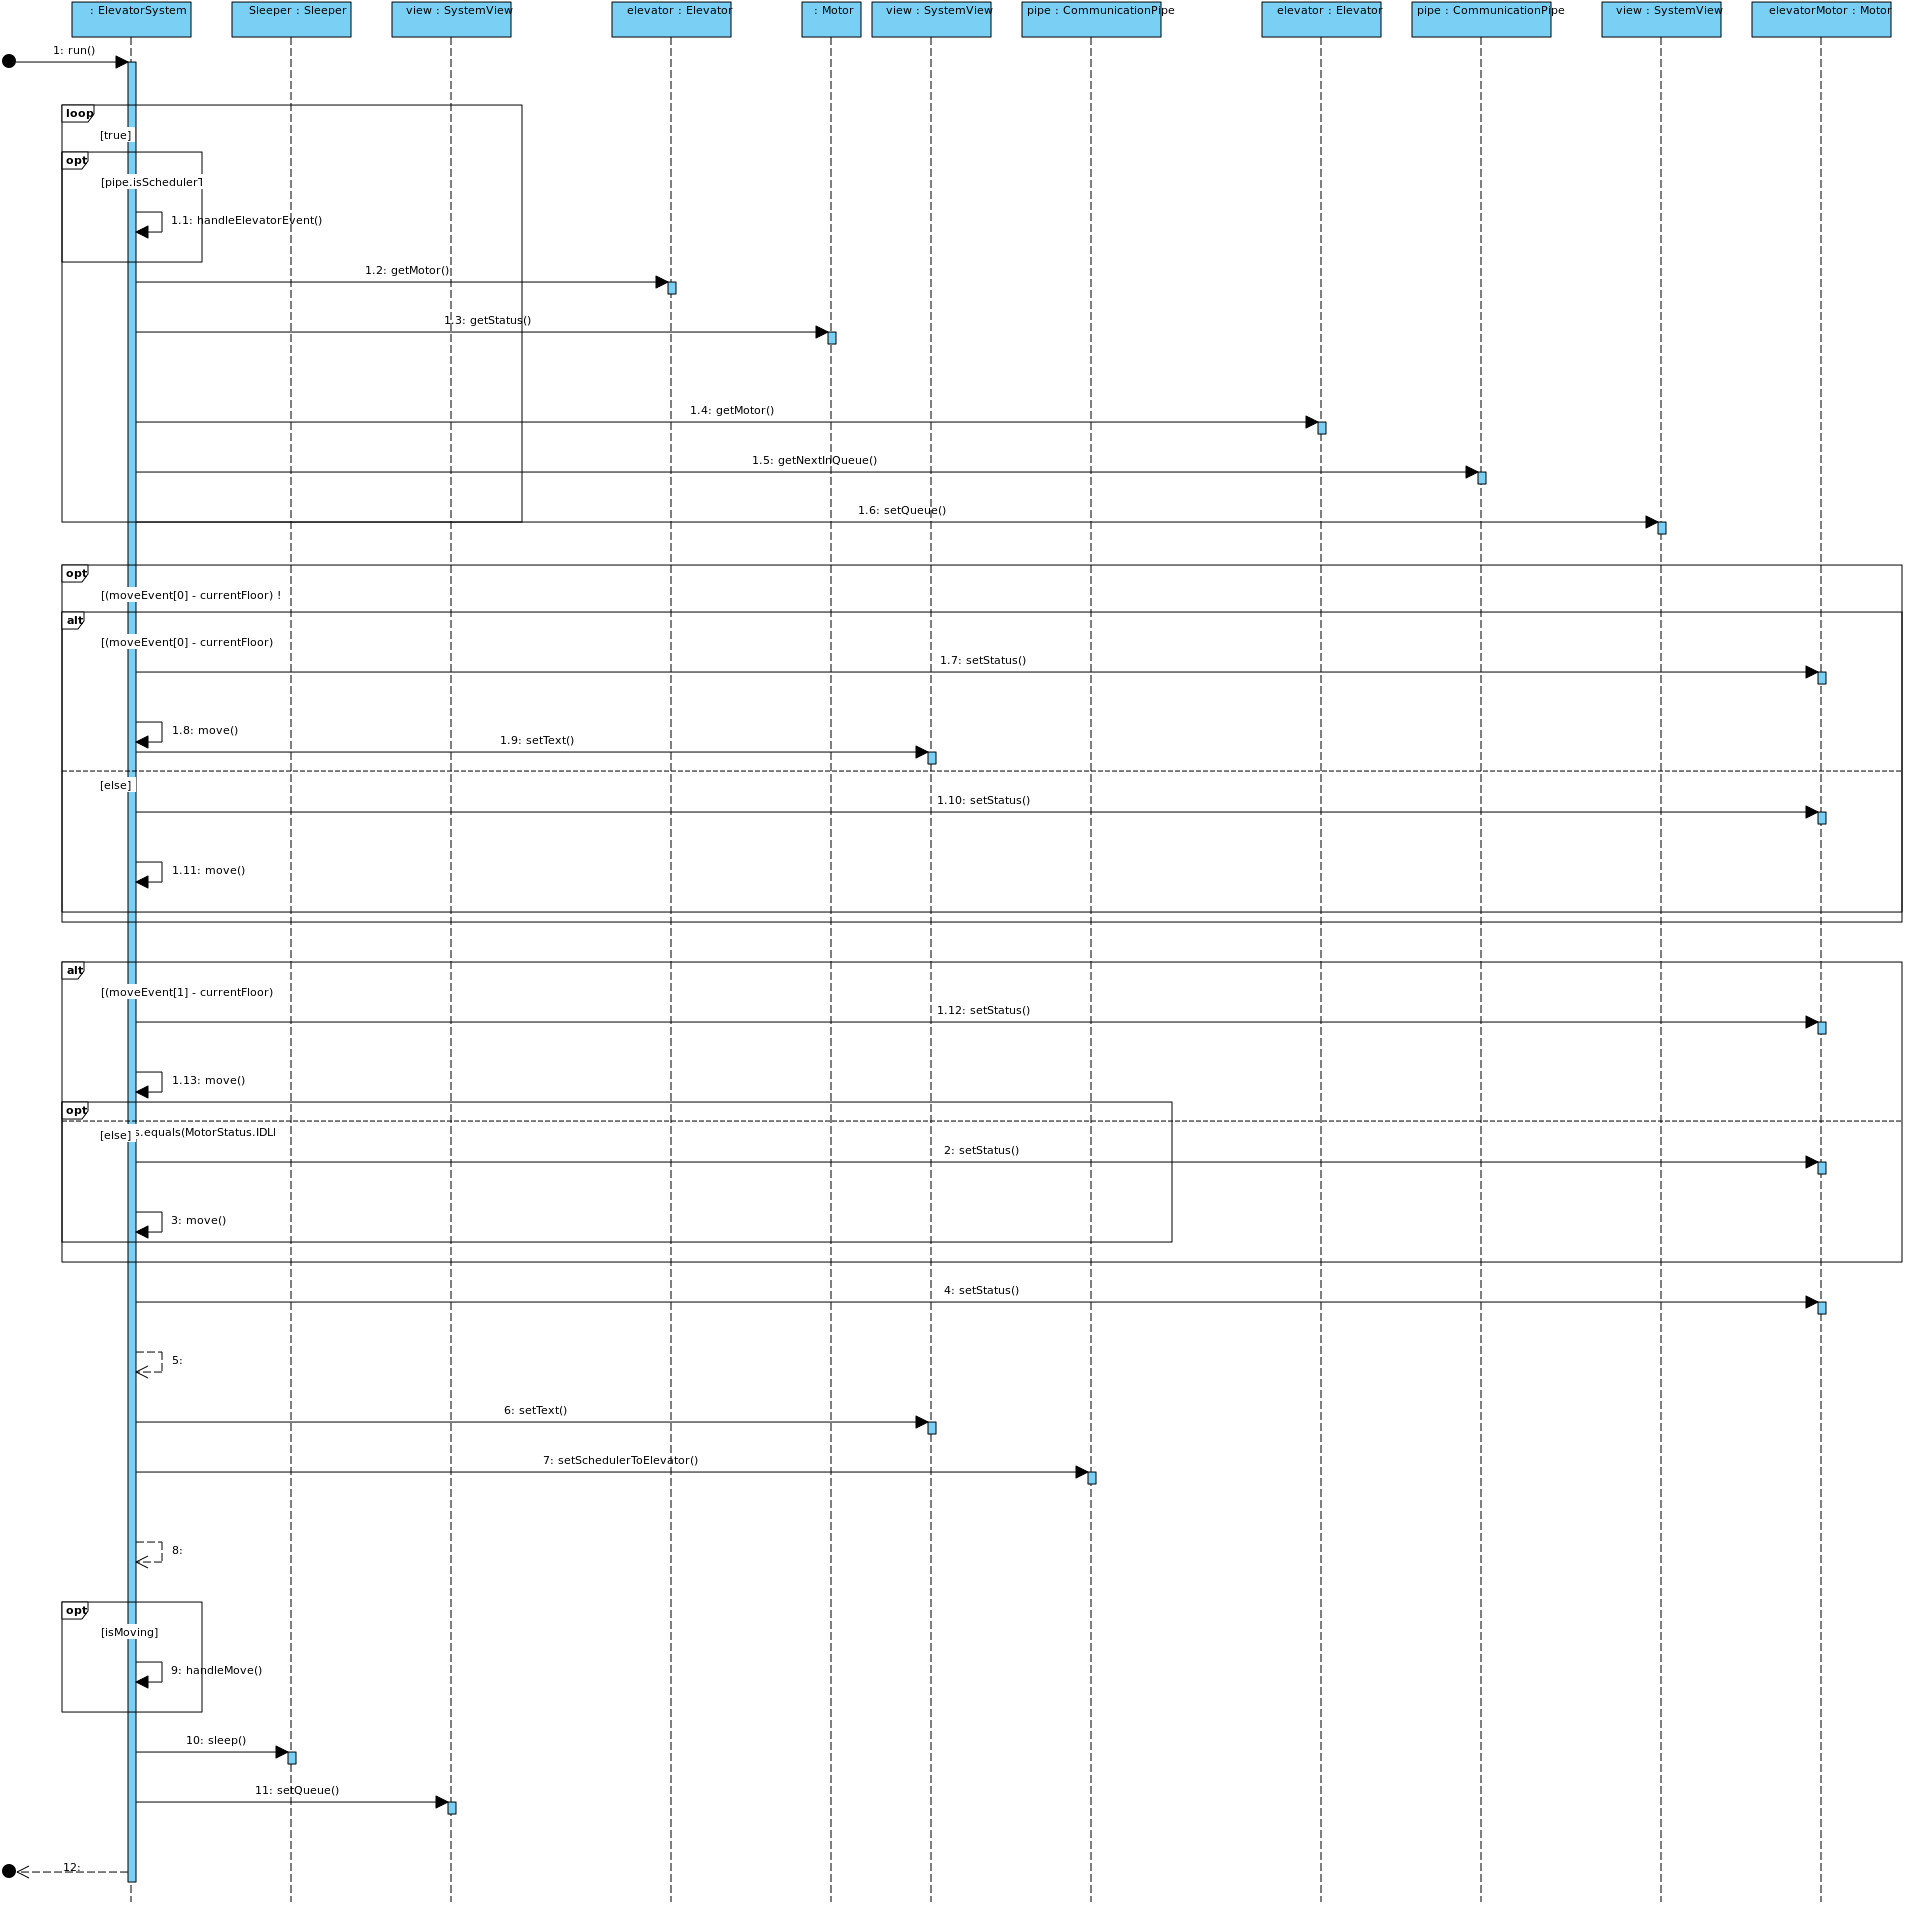 : ElevatorSystem
Sleeper : Sleeper
view : SystemView
elevator : Elevator
: Motor
view : SystemView
pipe : CommunicationPipe
elevator : Elevator
pipe : CommunicationPipe
view : SystemView
elevatorMotor : Motor
1: run()
loop
[true]
opt
[pipe.isSchedulerT
1.1: handleElevatorEvent()
1.2: getMotor()
1.3: getStatus()
1.4: getMotor()
1.5: getNextInQueue()
1.6: setQueue()
opt
[(moveEvent[0] - currentFloor) !
alt
[(moveEvent[0] - currentFloor)
1.7: setStatus()
1.8: move()
1.9: setText()
[else]
1.10: setStatus()
1.11: move()
alt
[(moveEvent[1] - currentFloor)
1.12: setStatus()
1.13: move()
opt
[else] s.equals(MotorStatus.IDL
2: setStatus()
3: move()
4: setStatus()
5:
6: setText()
7: setSchedulerToElevator()
8:
opt
[isMoving]
9: handleMove()
10: sleep()
11: setQueue()
12: